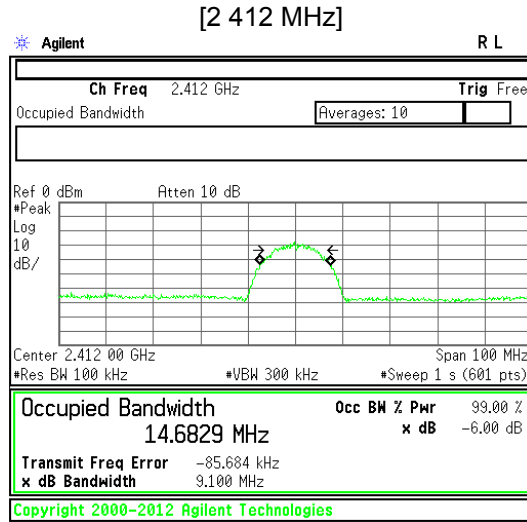 [2 412 MHz]
Agilent R L
Ch Freq 2.412 GHz Trig Free
Occupied Bandwidth Averages: 10
Ref 0 dBm Atten 10 dB
#Peak
Log
10
dB/
Center 2.412 00 GHz Span 100 MHz
#Res BW 100 kHz #VBW 300 kHz #Sweep 1 s (601 pts)
Occupied Bandwidth Occ BW % Pwr 99.00 %
14.6829 MHz x dB -6.00 dB
Transmit Freq Error -85.684 kHz
x dB Bandwidth 9.100 MHz
Copyright 2000-2012 Agilent Technologies